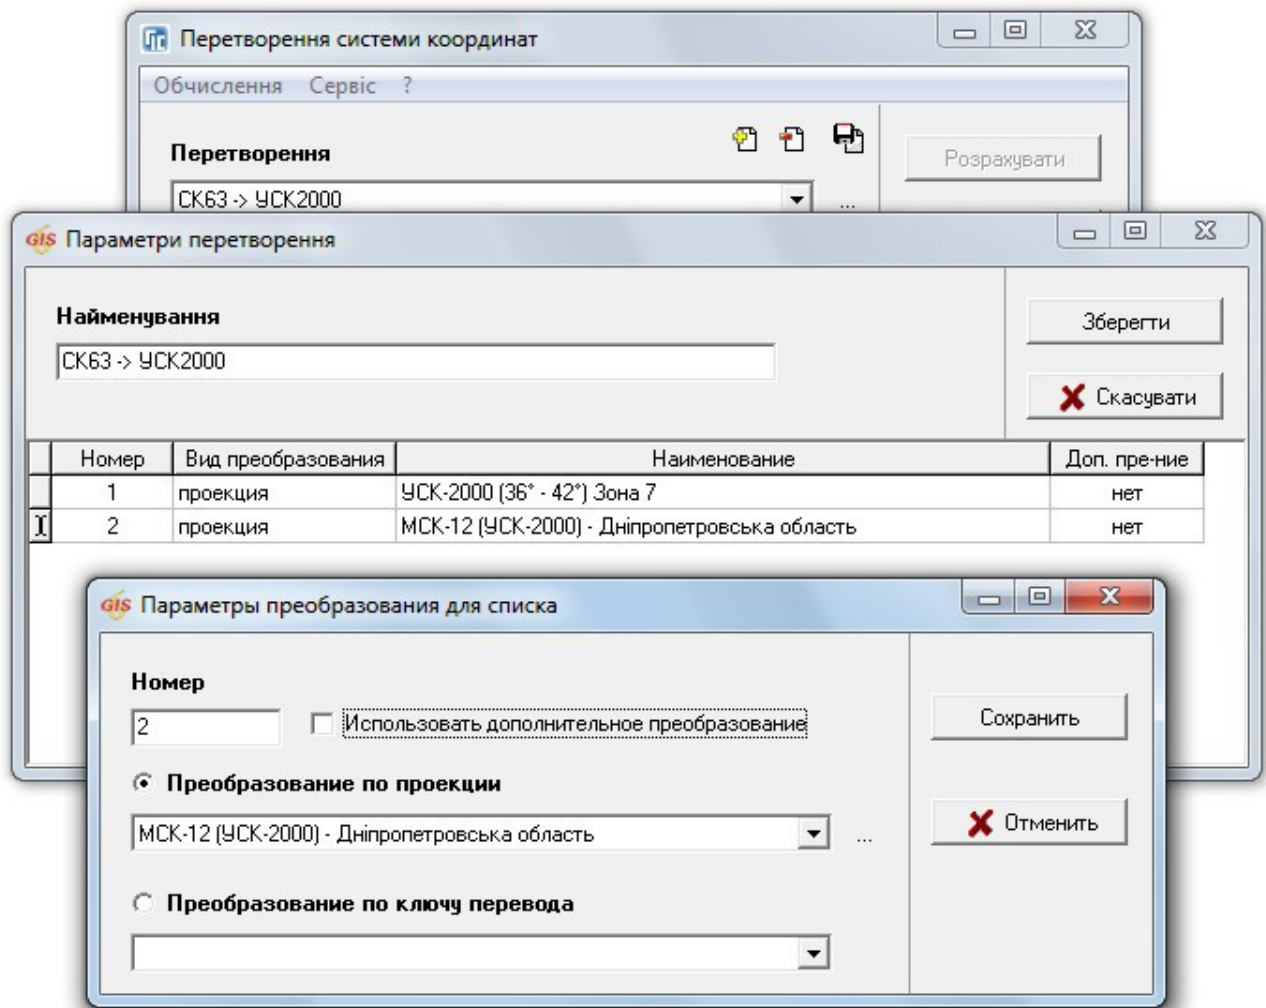 Перетворення системи координат
Обчислення Сервіс ?
Перетворення
Розрахувати
СК63 -> УСК2000
...
GIS Параметри перетворення
Найменування
Зберегти
СК63 -> УСК2000
Скасувати
Номер Вид преобразования Наименование Доп. пре-ние
1 проекция УСК-2000 (36° - 42°) Зона 7 нет
2 проекция МСК-12 (УСК-2000) - Дніпропетровська область нет
GIS Параметры преобразования для списка
Номер
2 Использовать дополнительное преобразование Сохранить
Преобразование по проекции
МСК-12 (УСК-2000) - Дніпропетровська область ... Отменить
Преобразование по ключу перевода